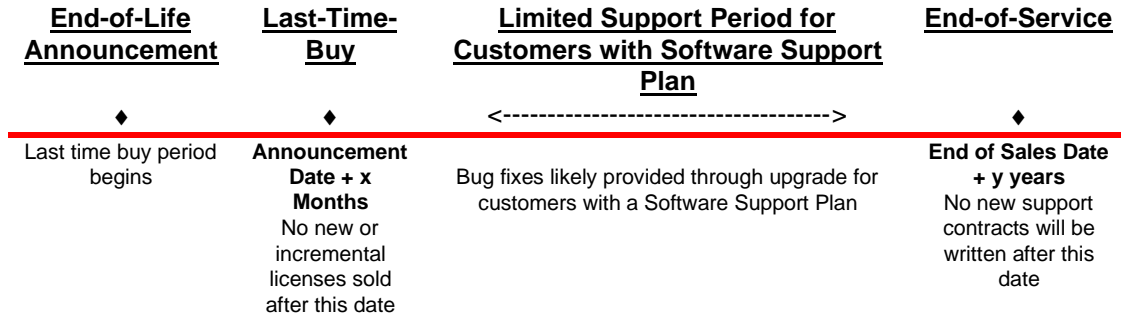 End-of-Life
Announcement
Last-Time-
Buy
Limited Support Period for
Customers with Software Support
Plan
End-of-Service
♦
♦
<------------------------------------->
♦
Last time buy period
begins
Announcement
Date + x
Months
No new or
incremental
licenses sold
after this date
Bug fixes likely provided through upgrade for
customers with a Software Support Plan
End of Sales Date
+ y years
No new support
contracts will be
written after this
date